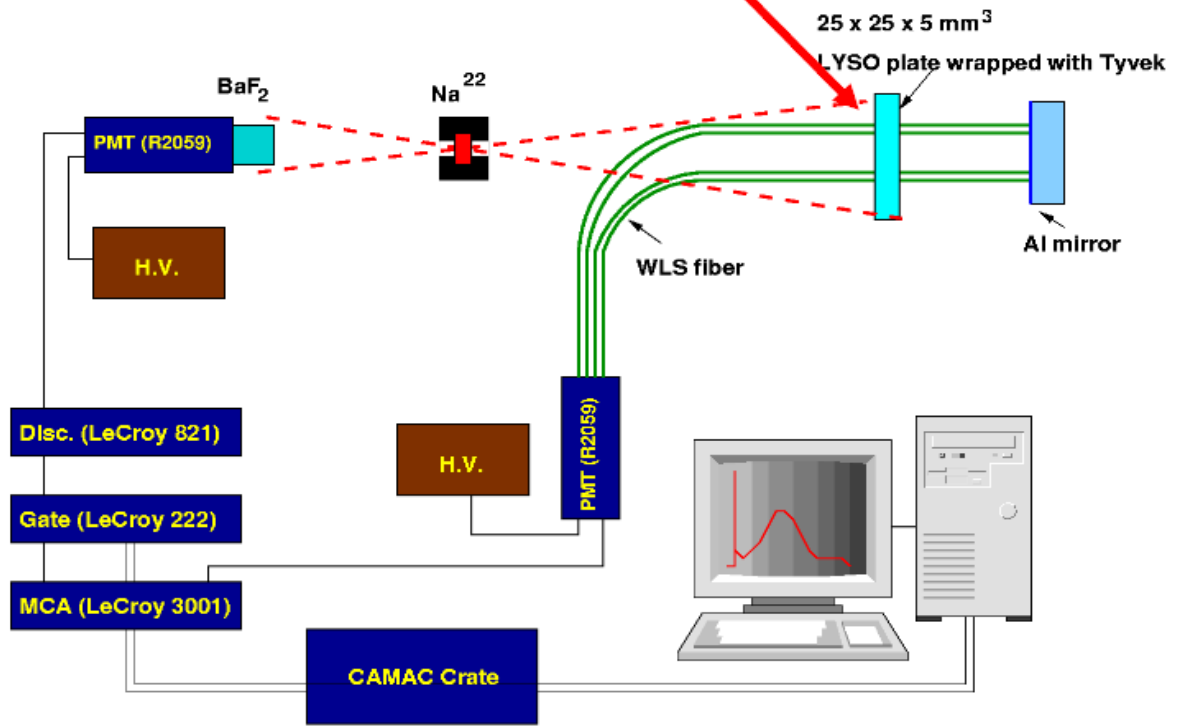 25 x 25 x 5 mm³
LYSO plate wrapped with Tyvek
BaF₂
Na²²
PMT (R2059)
H.V.
WLS fiber
Al mirror
PMT (R2059)
H.V.
Disc. (LeCroy 821)
Gate (LeCroy 222)
MCA (LeCroy 3001)
CAMAC Crate